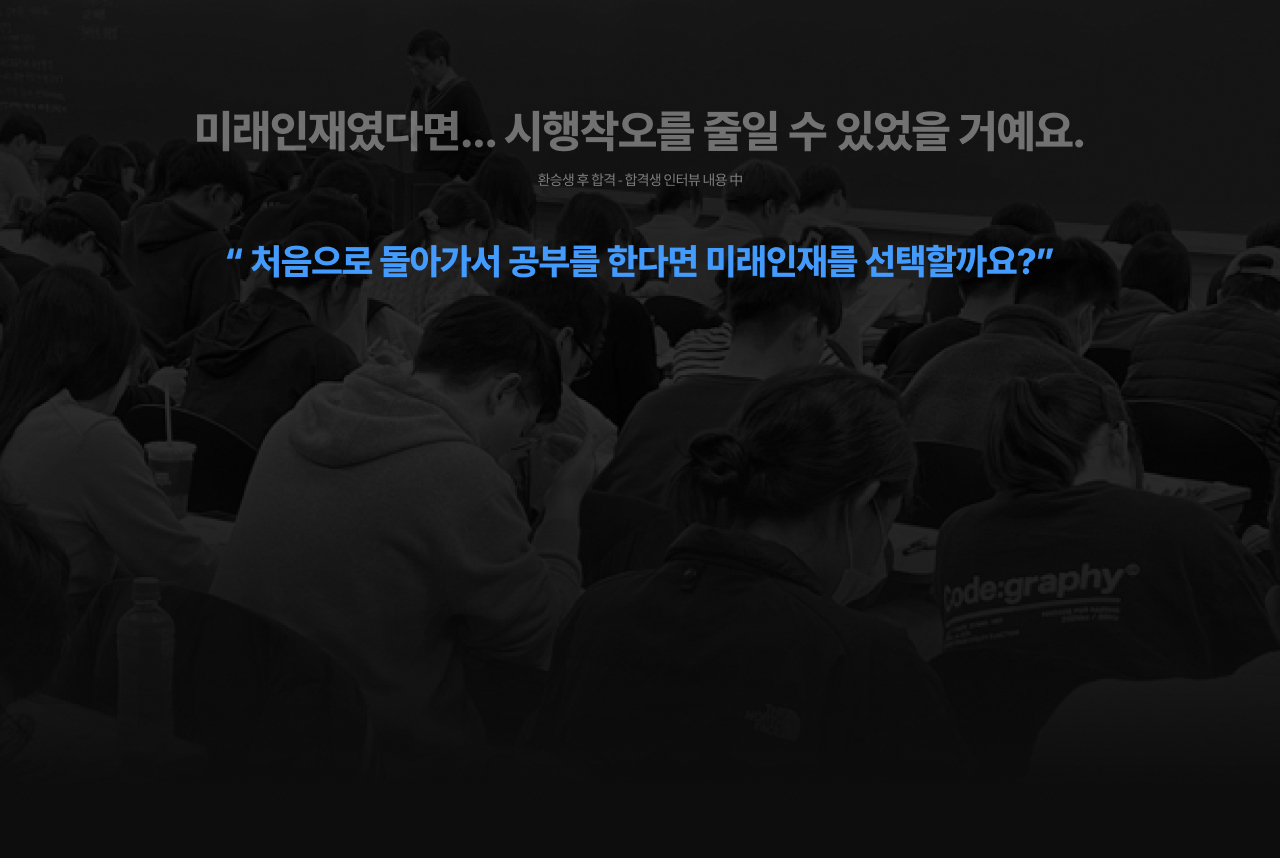 미래인재였다면... 시행착오를 줄일 수 있었을 거예요.
환승생 후 합격 - 합격생 인터뷰 내용 中
“ 처음으로 돌아가서 공부를 한다면 미래인재를 선택할까요?”
Code:graphy
THE NORTH FACE